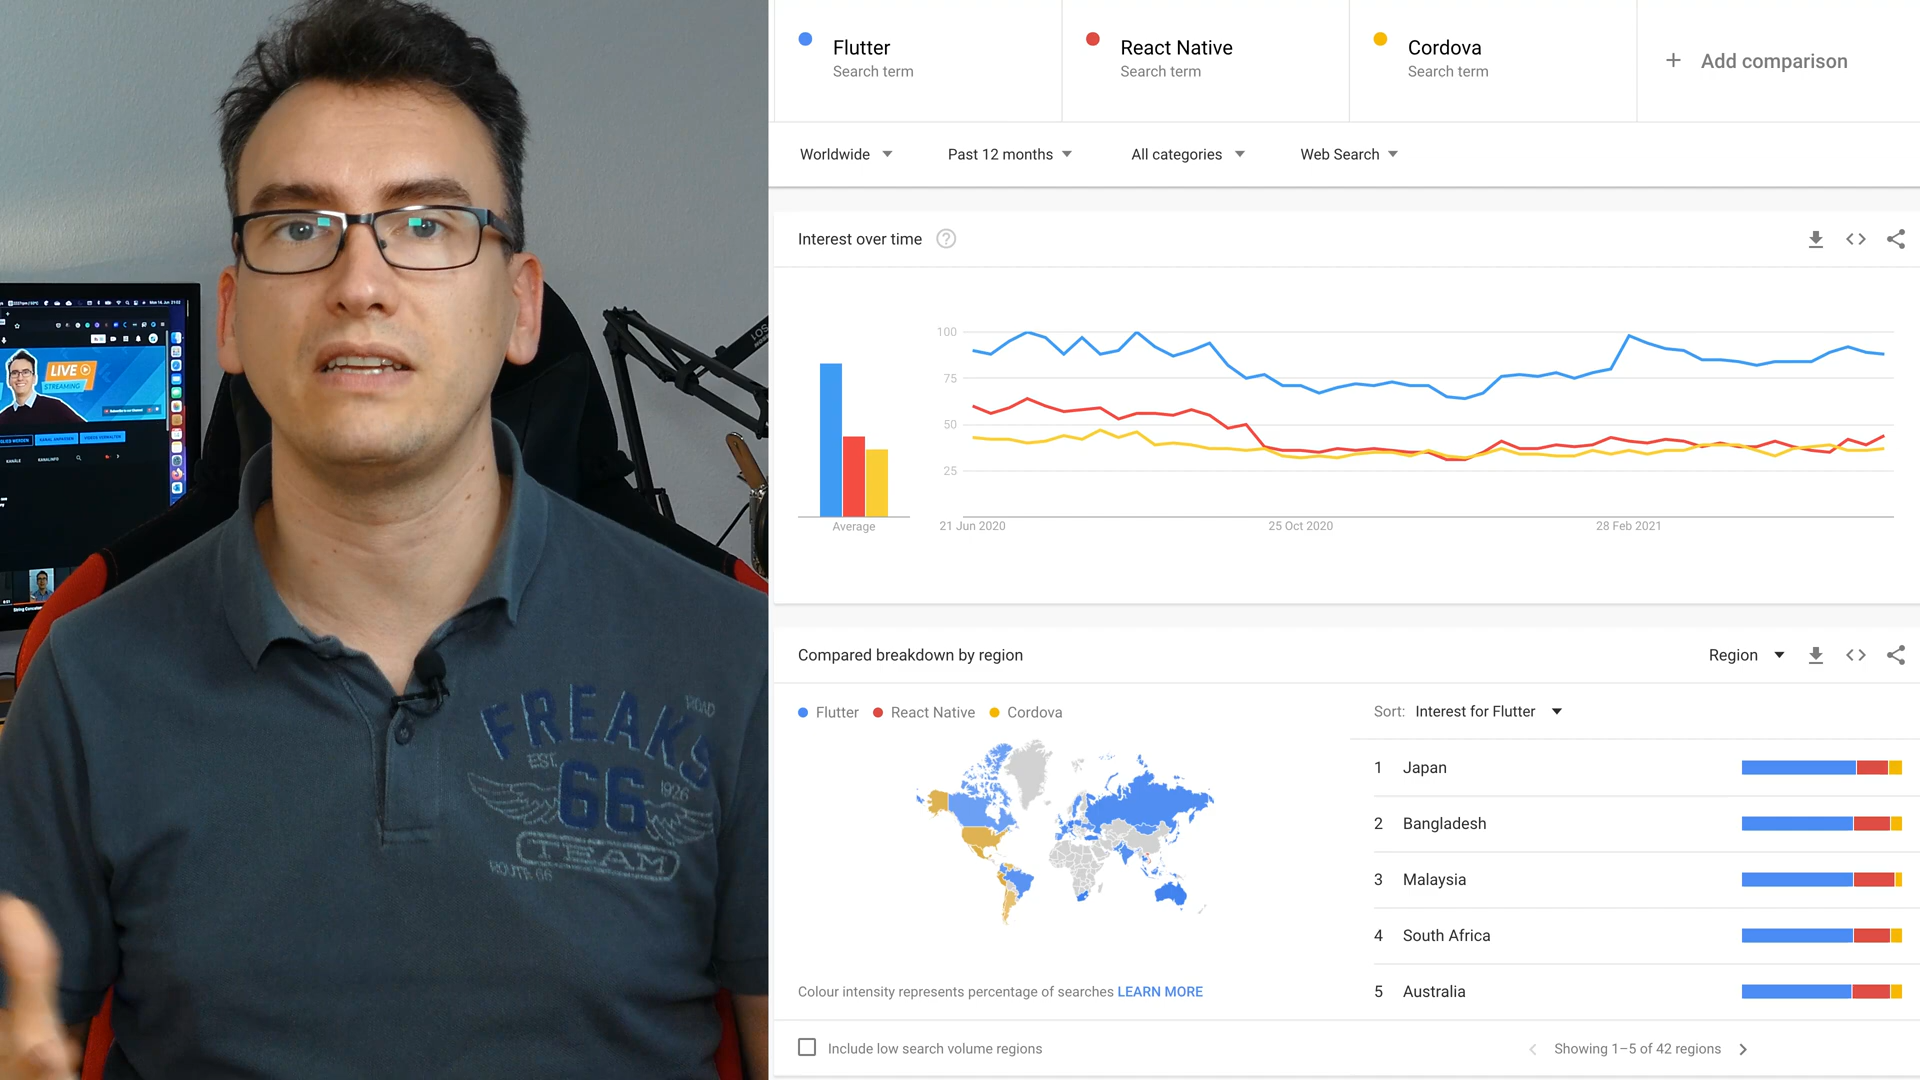 Flutter
Search term
React Native
Search term
Cordova
Search term
+ Add comparison
Worldwide
Past 12 months
All categories
Web Search
Interest over time
100
75
50
25
Average
21 Jun 2020
25 Oct 2020
28 Feb 2021
Compared breakdown by region
Region
Flutter
React Native
Cordova
Sort: Interest for Flutter
1 Japan
2 Bangladesh
3 Malaysia
4 South Africa
5 Australia
Colour intensity represents percentage of searches LEARN MORE
Include low search volume regions
Showing 1–5 of 42 regions
LIVE
STREAMING
FREAKS
ROAD
EST.
66
1926
TEAM
ROUTE 66